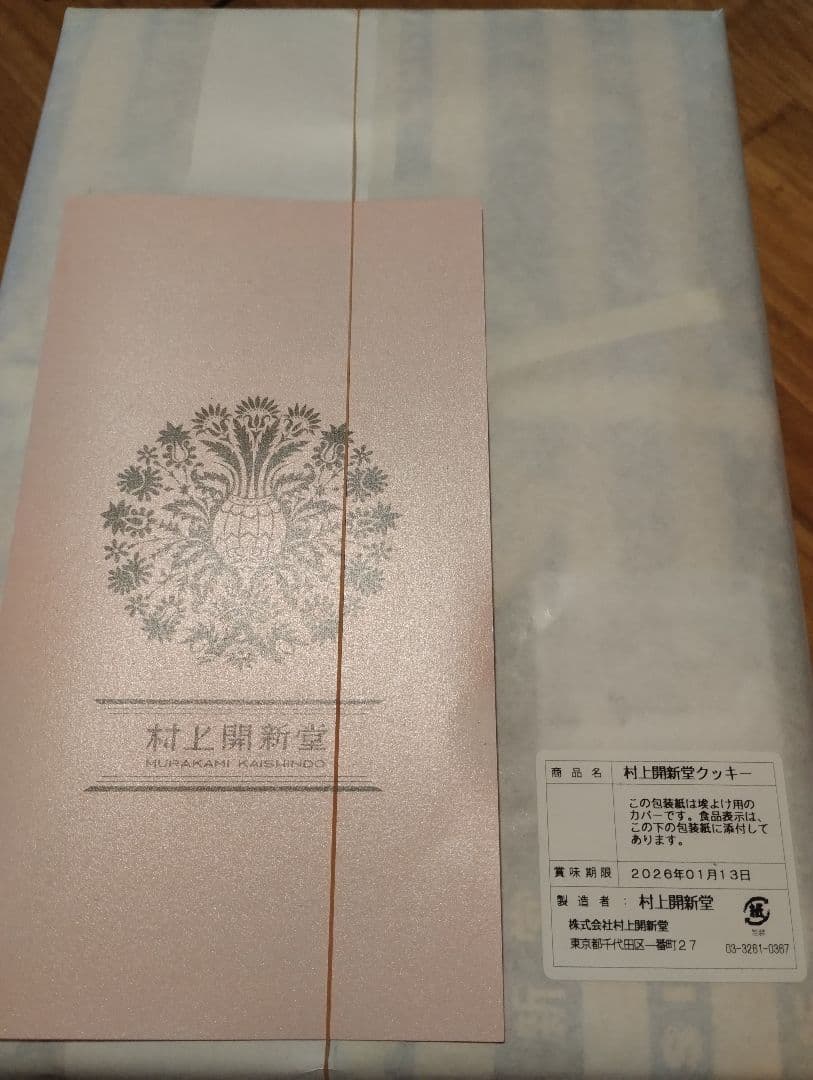 村上開新堂
MURAKAMI KAISHINDO
商品名 村上開新堂クッキー
この包装紙は埃よけ用の
カバーです。食品表示は、
この下の包装紙に添付して
あります。
賞味期限 2026年01月13日
製造者: 村上開新堂
株式会社村上開新堂
東京都千代田区一番町27 03-3261-0367
紙
包装
新
S